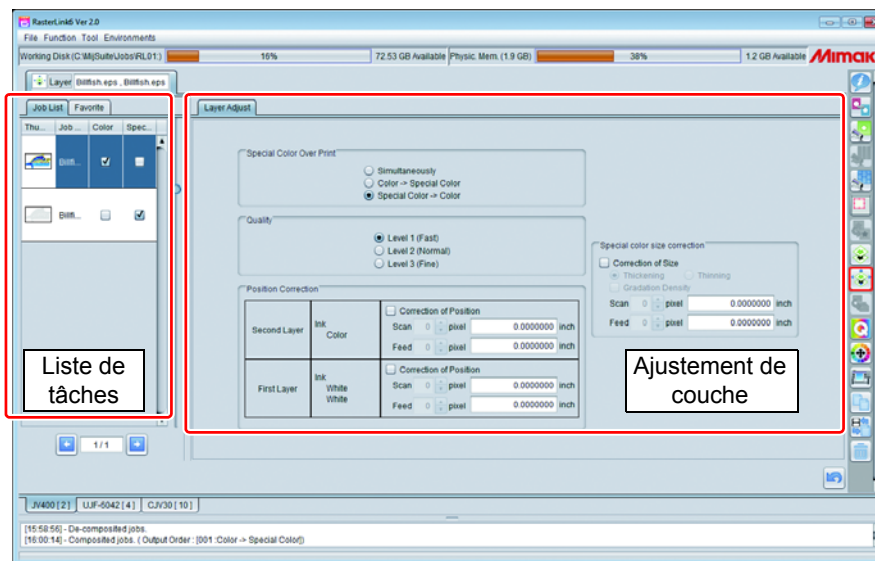 RasterLink6 Ver 2.0
File Function Tool Environments
Working Disk (C:\MijSuite\Jobs\RL01:) 16% 72.53 GB Available Physic. Mem. (1.9 GB) 38% 1.2 GB Available Mimak
Layer Billfish.eps , Billfish.eps
Job List Favorite
Layer Adjust
Thu... Job ... Color Spec...
Billfi...
Billfi...
Special Color Over Print
Simultaneously
Color -> Special Color
Special Color -> Color
Quality
Level 1 (Fast)
Level 2 (Normal)
Level 3 (Fine)
Position Correction
Second Layer
Ink
Color
Correction of Position
Scan 0 pixel 0.0000000 inch
Feed 0 pixel 0.0000000 inch
First Layer
Ink
White
White
Correction of Position
Scan 0 pixel 0.0000000 inch
Feed 0 pixel 0.0000000 inch
Special color size correction
Correction of Size
Thickening Thinning
Gradation Density
Scan 0 pixel 0.0000000 inch
Feed 0 pixel 0.0000000 inch
Liste de
tâches
Ajustement de
couche
1/1
JV400 [ 2 ] UJF-6042 [ 4 ] CJV30 [ 10 ]
[15:58:56] - De-composited jobs.
[16:00:14] - Composited jobs. ( Output Order : [001 :Color -> Special Color])